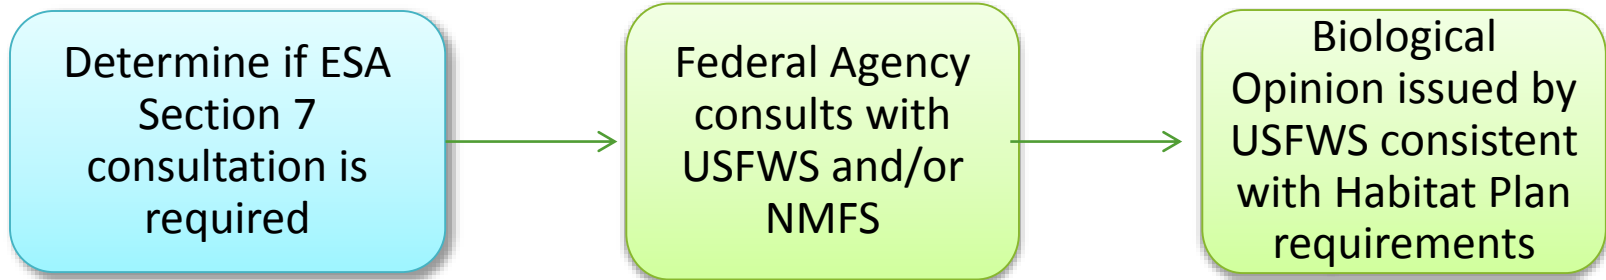 Determine if ESA
Section 7
consultation is
required
Federal Agency
consults with
USFWS and/or
NMFS
Biological
Opinion issued by
USFWS consistent
with Habitat Plan
requirements